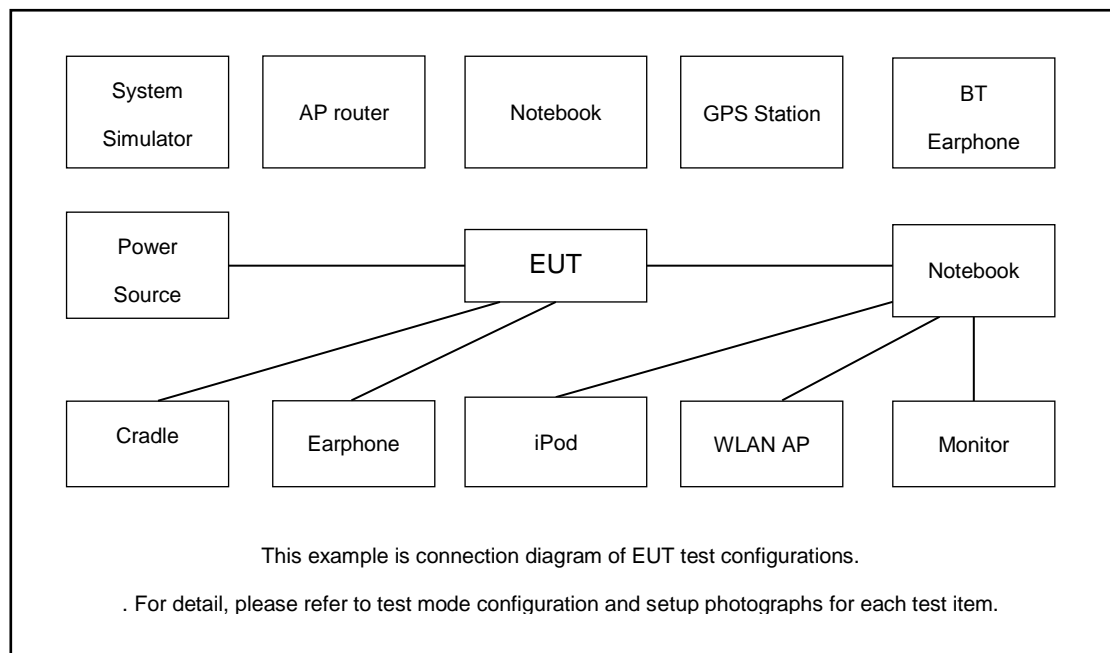 System
Simulator
AP router
Notebook
GPS Station
BT
Earphone
Power
Source
EUT
Notebook
Cradle
Earphone
iPod
WLAN AP
Monitor
This example is connection diagram of EUT test configurations.
. For detail, please refer to test mode configuration and setup photographs for each test item.